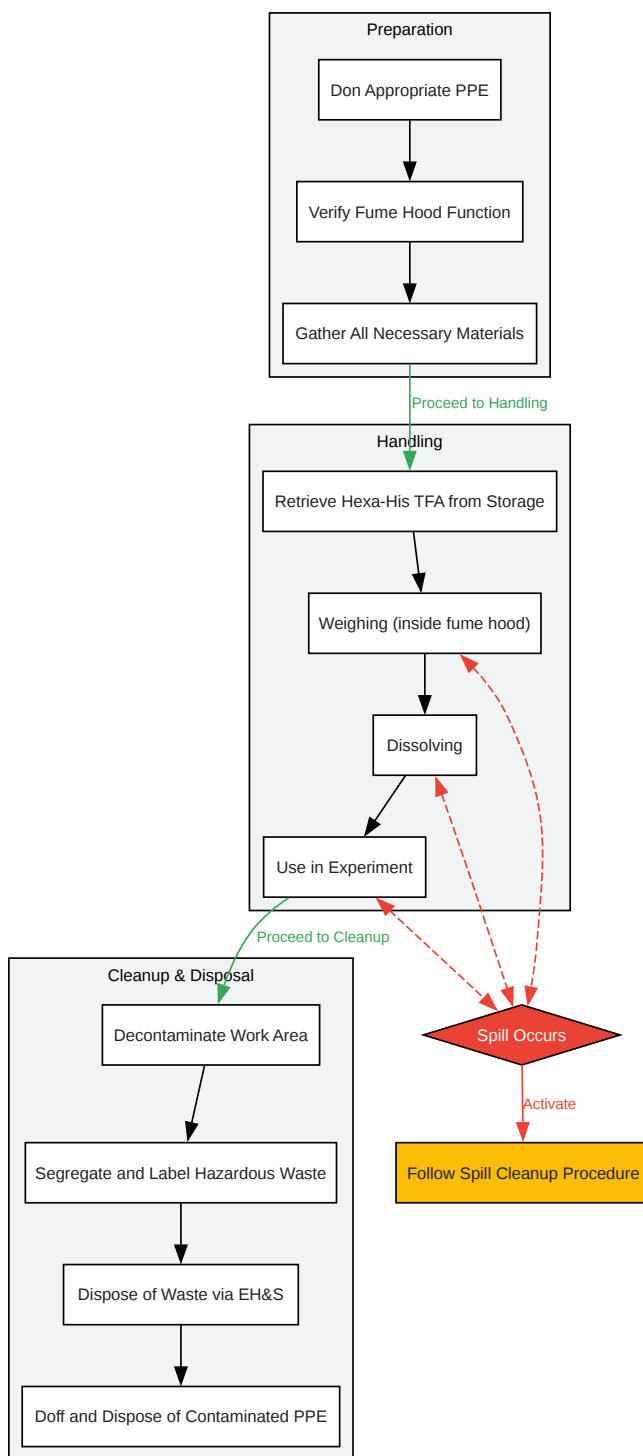 Preparation
Don Appropriate PPE
Verify Fume Hood Function
Gather All Necessary Materials
Proceed to Handling
Handling
Retrieve Hexa-His TFA from Storage
Weighing (inside fume hood)
Dissolving
Use in Experiment
Proceed to Cleanup
Cleanup & Disposal
Decontaminate Work Area
Spill Occurs
Activate
Segregate and Label Hazardous Waste
Follow Spill Cleanup Procedure
Dispose of Waste via EH&S
Doff and Dispose of Contaminated PPE